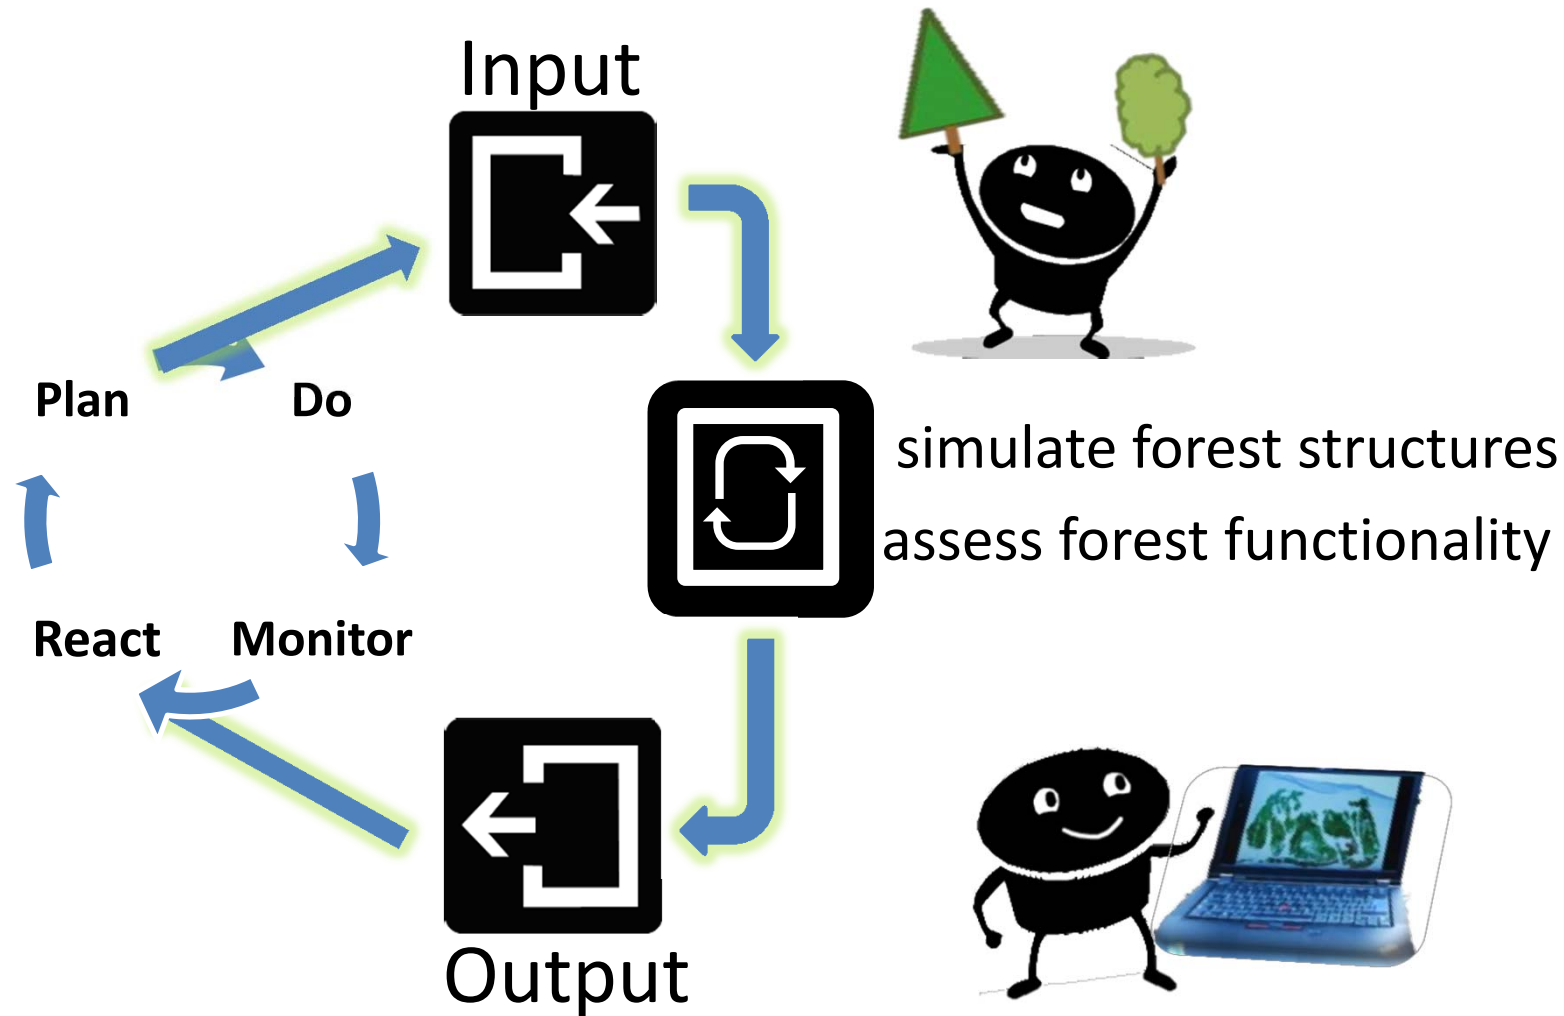 Input
Plan
Do
simulate forest structures
assess forest functionality
React
Monitor
Output